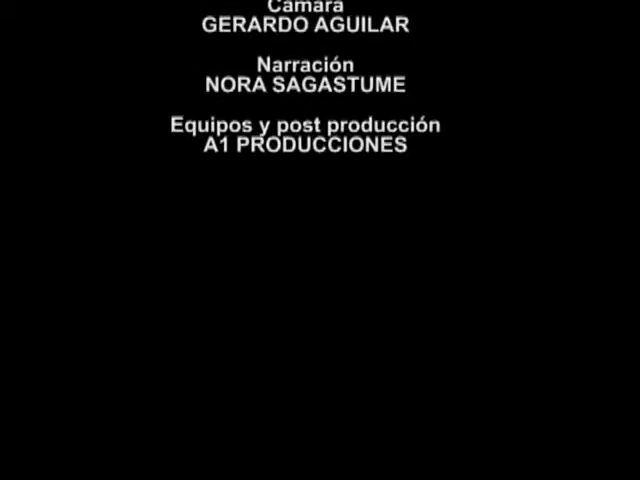 Cámara
GERARDO AGUILAR
Narración
NORA SAGASTUME
Equipos y post producción
A1 PRODUCCIONES